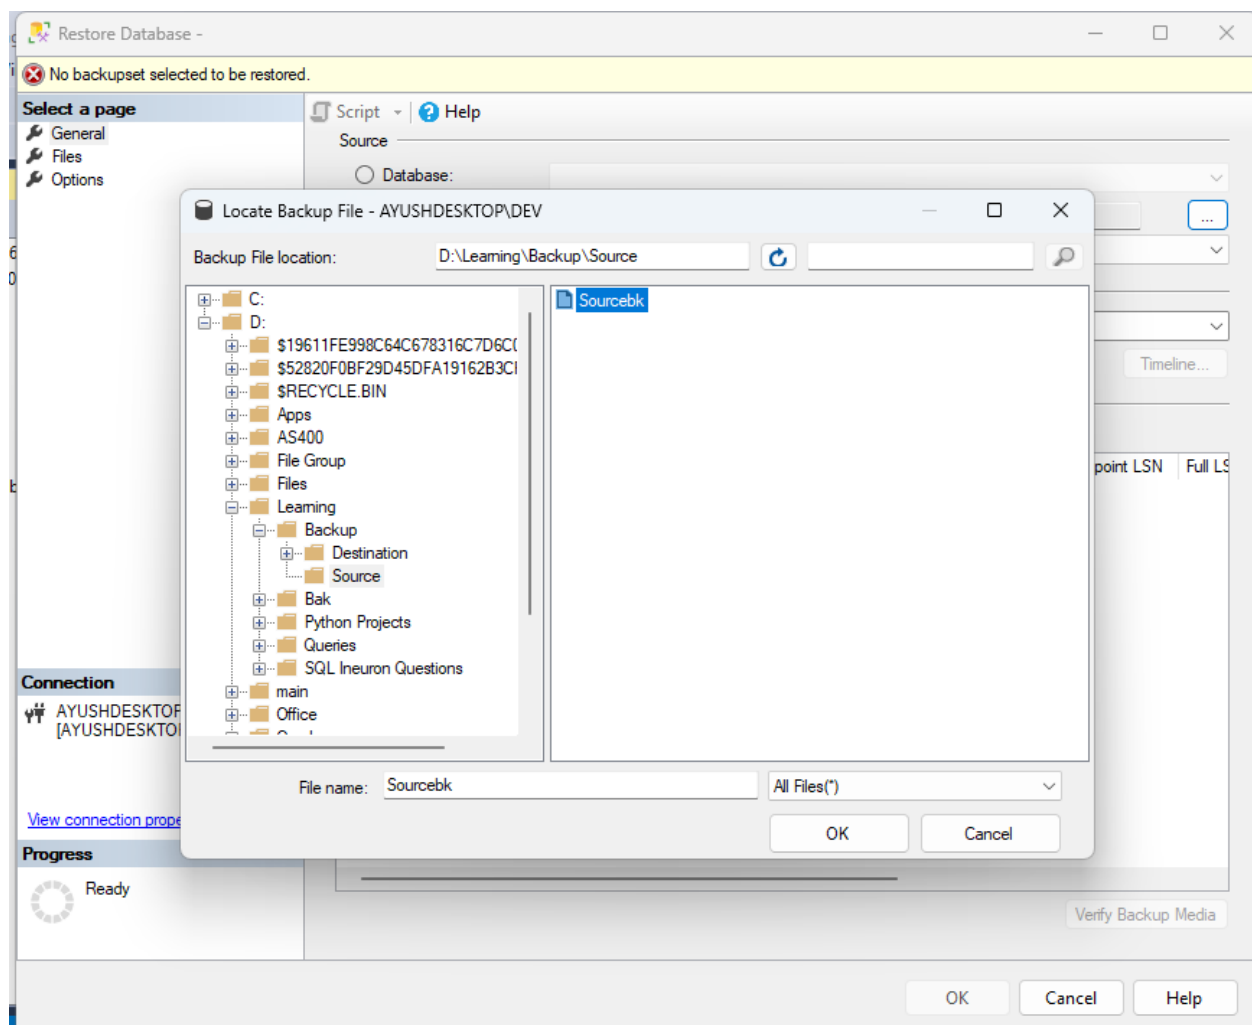 Restore Database -
No backupset selected to be restored.
Select a page
General
Files
Options
Script
Help
Source
Database:
...
Timeline...
point LSN
Full LS
Locate Backup File - AYUSHDESKTOP\DEV
Backup File location:
D:\Learning\Backup\Source
C:
D:
$19611FE998C64C678316C7D6C(
$52820F0BF29D45DFA19162B3C
$RECYCLE.BIN
Apps
AS400
File Group
Files
Learning
Backup
Destination
Source
Bak
Python Projects
Queries
SQL Ineuron Questions
main
Office
Sourcebk
File name:
Sourcebk
All Files(*)
OK
Cancel
Connection
AYUSHDESKTOP
[AYUSHDESKTO
View connection prope
Progress
Ready
Verify Backup Media
OK
Cancel
Help